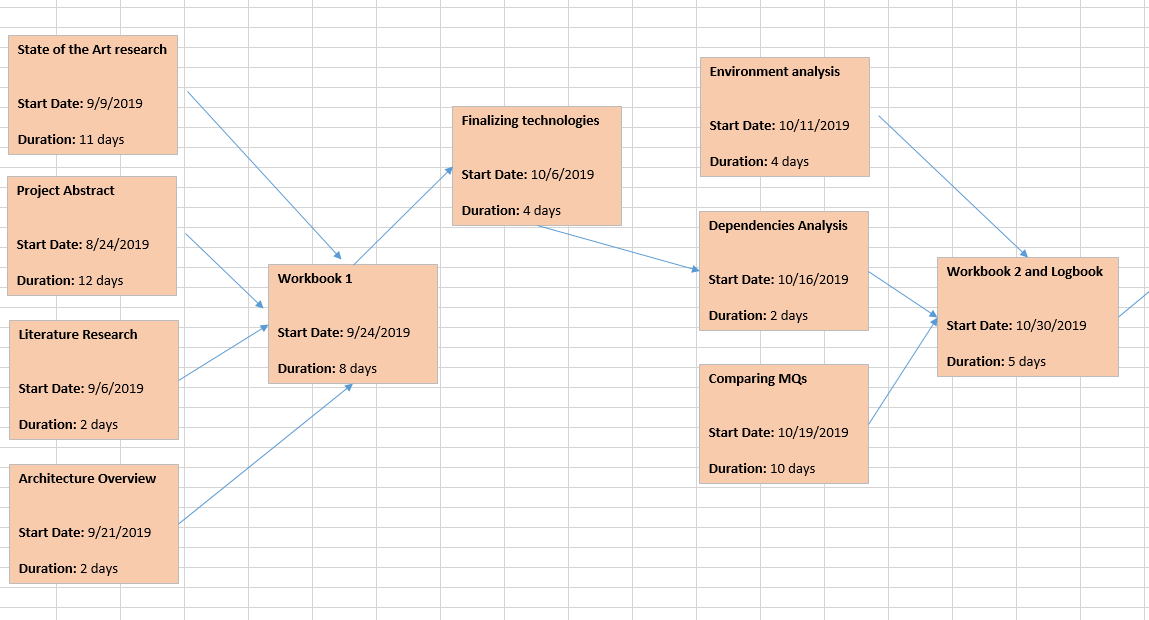 State of the Art research
Start Date: 9/9/2019
Duration: 11 days
Project Abstract
Start Date: 8/24/2019
Duration: 12 days
Literature Research
Start Date: 9/6/2019
Duration: 2 days
Architecture Overview
Start Date: 9/21/2019
Duration: 2 days
Workbook 1
Start Date: 9/24/2019
Duration: 8 days
Finalizing technologies
Start Date: 10/6/2019
Duration: 4 days
Environment analysis
Start Date: 10/11/2019
Duration: 4 days
Dependencies Analysis
Start Date: 10/16/2019
Duration: 2 days
Comparing MQs
Start Date: 10/19/2019
Duration: 10 days
Workbook 2 and Logbook
Start Date: 10/30/2019
Duration: 5 days